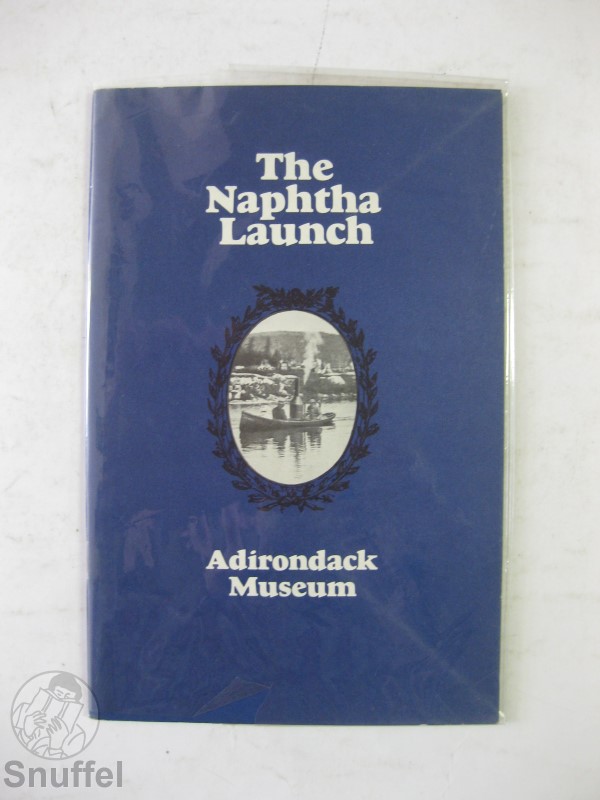 The
Naphtha
Launch
Adirondack
Museum
Snuffel